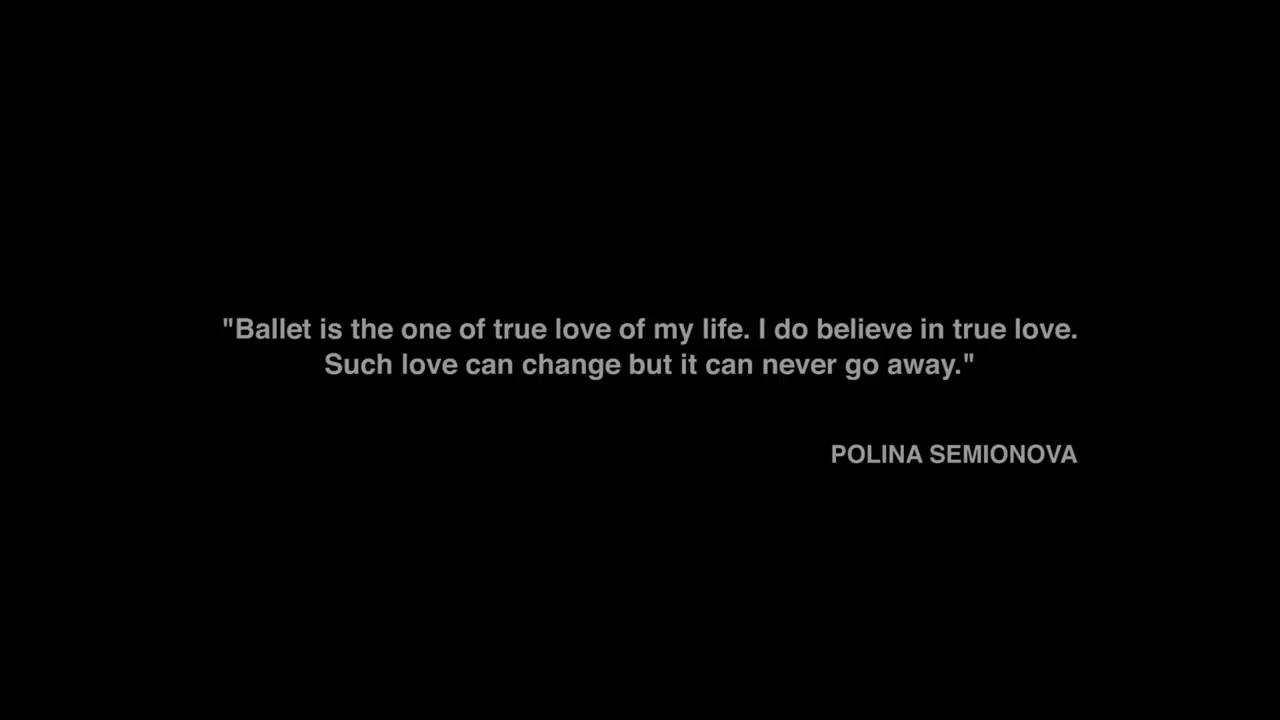 "Ballet is the one of true love of my life. I do believe in true love.
Such love can change but it can never go away."
POLINA SEMIONOVA